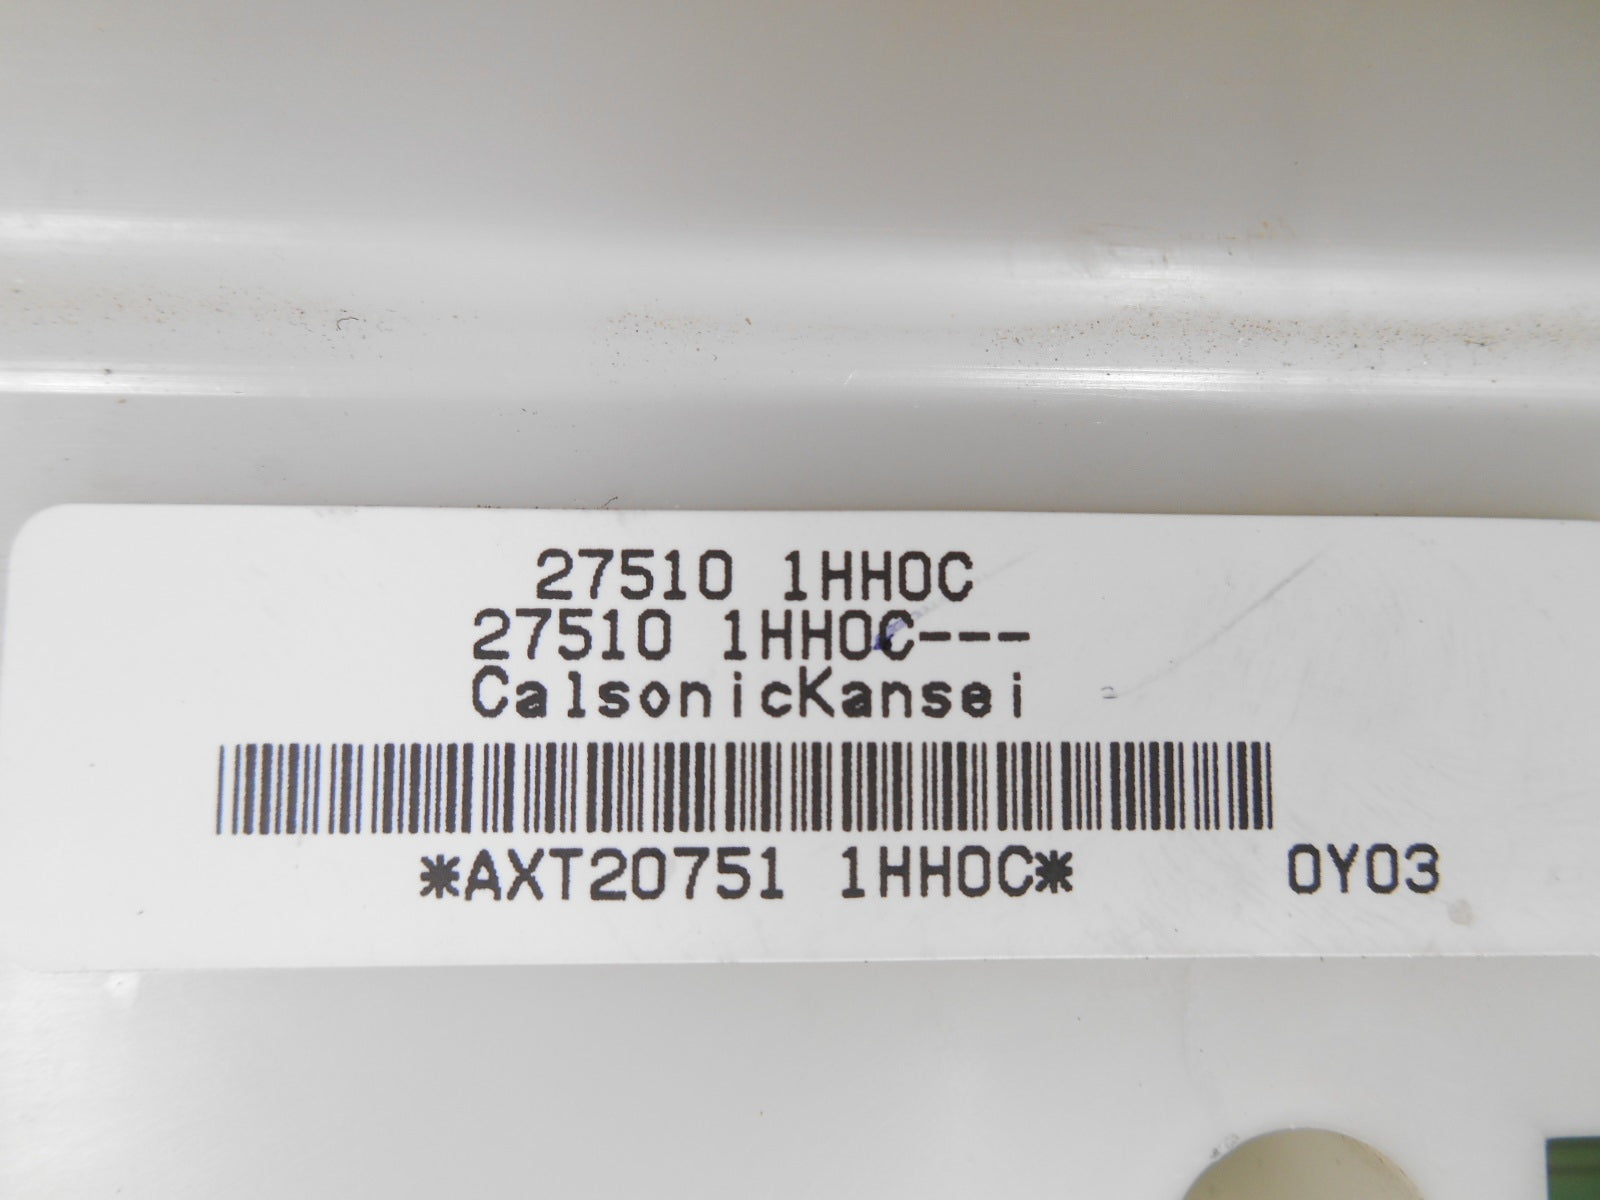 27510 1HH0C
27510 1HH0C---
CalsonicKansei
*AXT20751 1HH0C* 0Y03